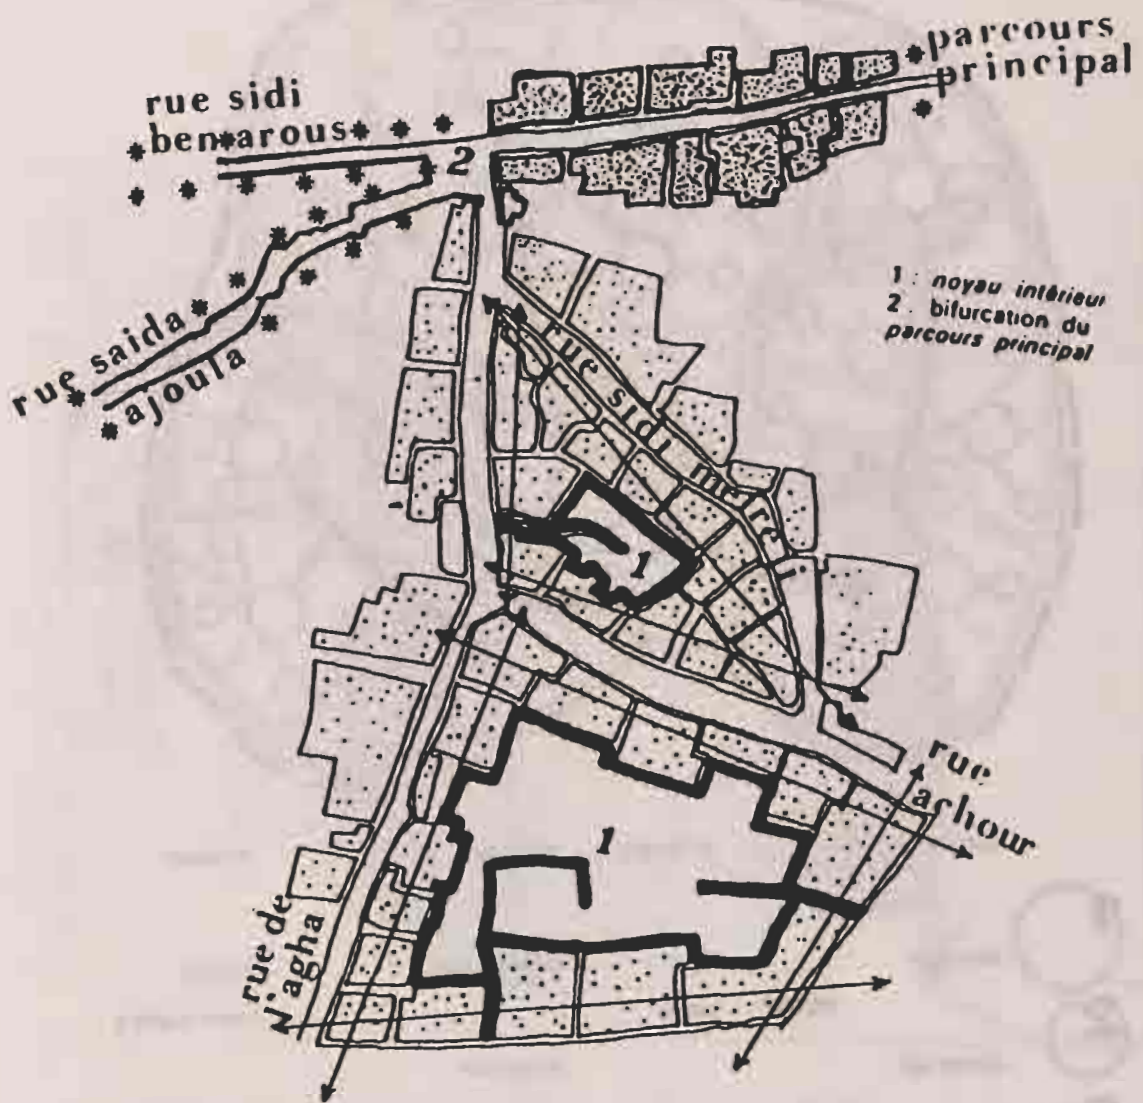 parcours
principal
rue sidi
ben arous
2
1 : noyau intérieur
2 . bifurcation du
parcours principal
rue saida
ajoula
rue sidi
1
rue
achour
1
rue de
l'agha